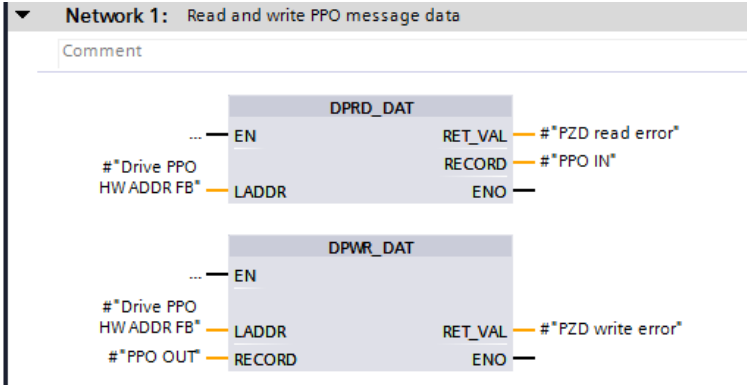 Network 1: Read and write PPO message data
Comment
DPRD_DAT
... EN
RET_VAL #"PZD read error"
RECORD #"PPO IN"
#"Drive PPO
HW ADDR FB" LADDR
ENO
DPWR_DAT
... EN
#"Drive PPO
HW ADDR FB" LADDR
RET_VAL #"PZD write error"
#"PPO OUT" RECORD
ENO